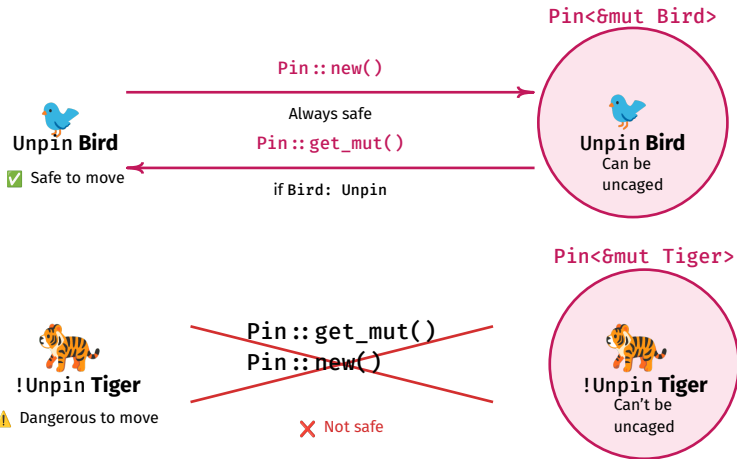 Pin<&mut Bird>
Pin::new()
Always safe
Pin::get_mut()
if Bird: Unpin
Unpin Bird
✅ Safe to move
Unpin Bird
Can be
uncaged
Pin<&mut Tiger>
Pin::get_mut()
Pin::new()
❌ Not safe
!Unpin Tiger
⚠️ Dangerous to move
!Unpin Tiger
Can't be
uncaged